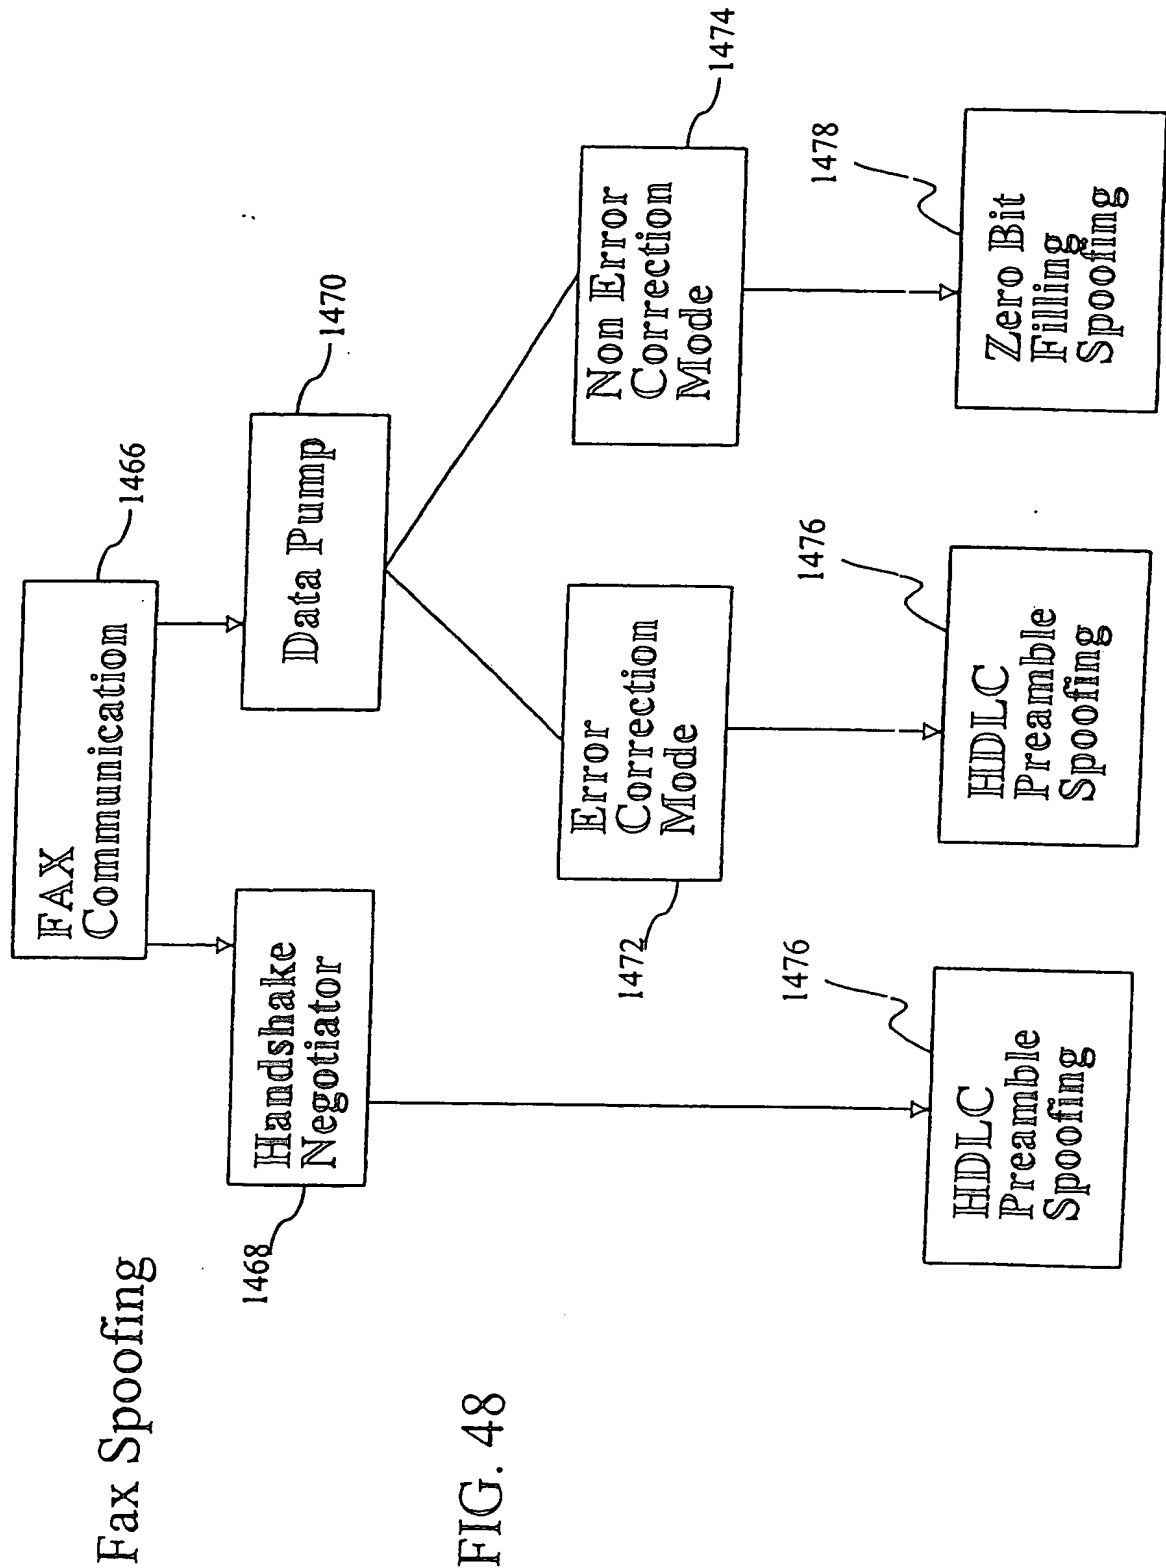 Fax Spoofing
FAX
Communication
1466
Handshake
Negotiator
1468
Data Pump
1470
Error
Correction
Mode
1472
Non Error
Correction
Mode
1474
HDLC
Preamble
Spoofing
1476
HDLC
Preamble
Spoofing
1476
Zero Bit
Filling
Spoofing
1478
FIG. 48